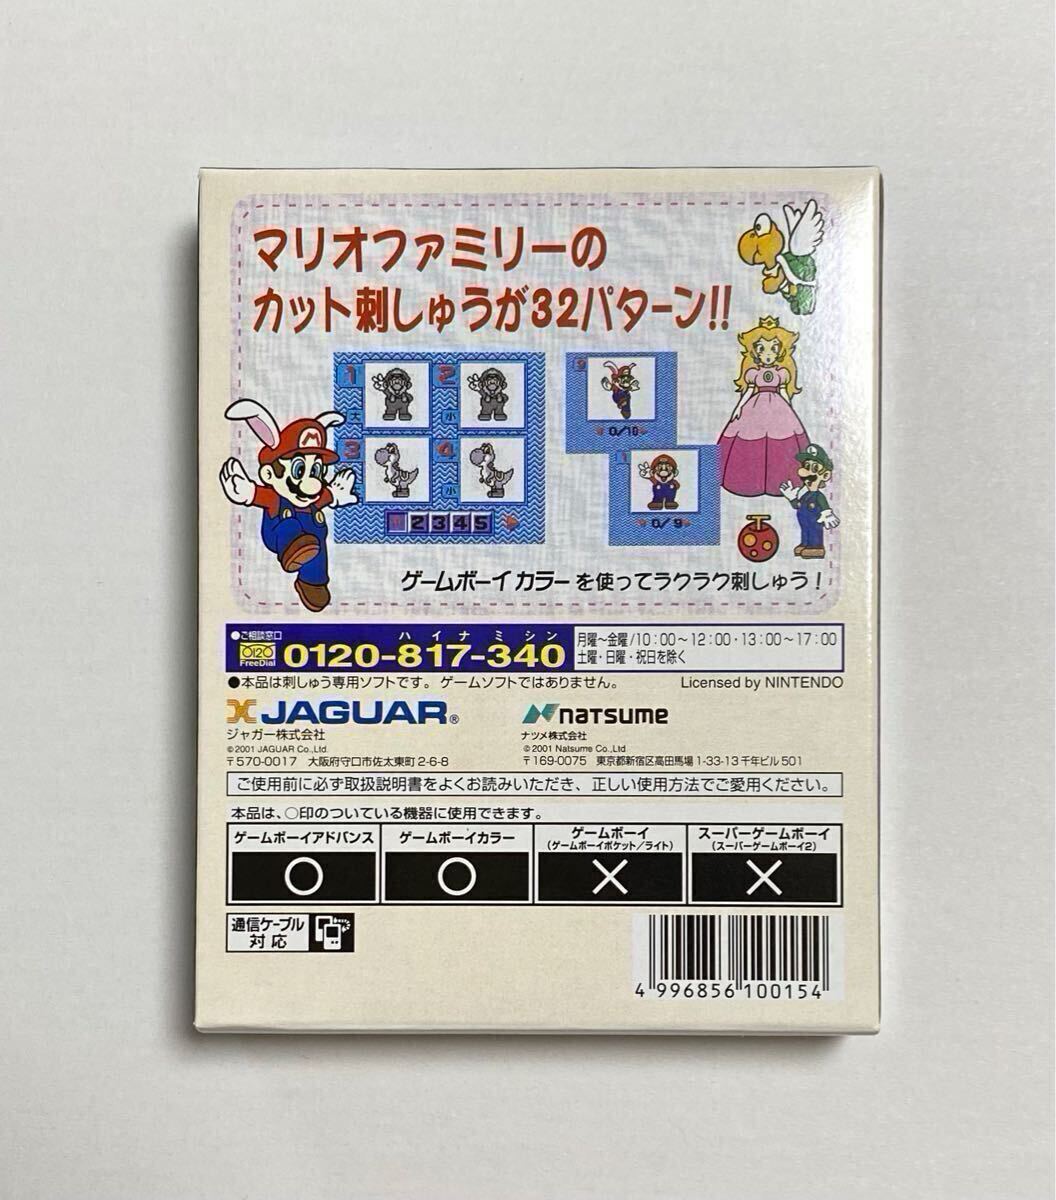 マリオファミリーの
カット刺しゅうが32パターン!!
1 2
大 小
3 4
小
1 2 3 4 5
9
0/10
1
0/9
M
ゲームボーイ カラー を使ってラクラク刺しゅう!
●ご相談窓口
0120
FreeDial
ハイナミシン
0120-817-340
月曜～金曜/10:00～12:00・13:00～17:00
土曜・日曜・祝日を除く
●本品は刺しゅう専用ソフトです。ゲームソフトではありません。
Licensed by NINTENDO
JAGUAR®
ジャガー株式会社
©2001 JAGUAR Co.,Ltd.
〒570-0017 大阪府守口市佐太東町2-6-8
natsume
ナツメ株式会社
©2001 Natsume Co.,Ltd
〒169-0075 東京都新宿区高田馬場1-33-13千年ビル501
ご使用前に必ず取扱説明書をよくお読みいただき、正しい使用方法でご愛用ください。
本品は、○印のついている機器に使用できます。
ゲームボーイアドバンス
○
ゲームボーイカラー
○
ゲームボーイ
(ゲームボーイポケット/ライト)
×
スーパーゲームボーイ
(スーパーゲームボーイ2)
×
通信ケーブル
対応
4 996856 100154